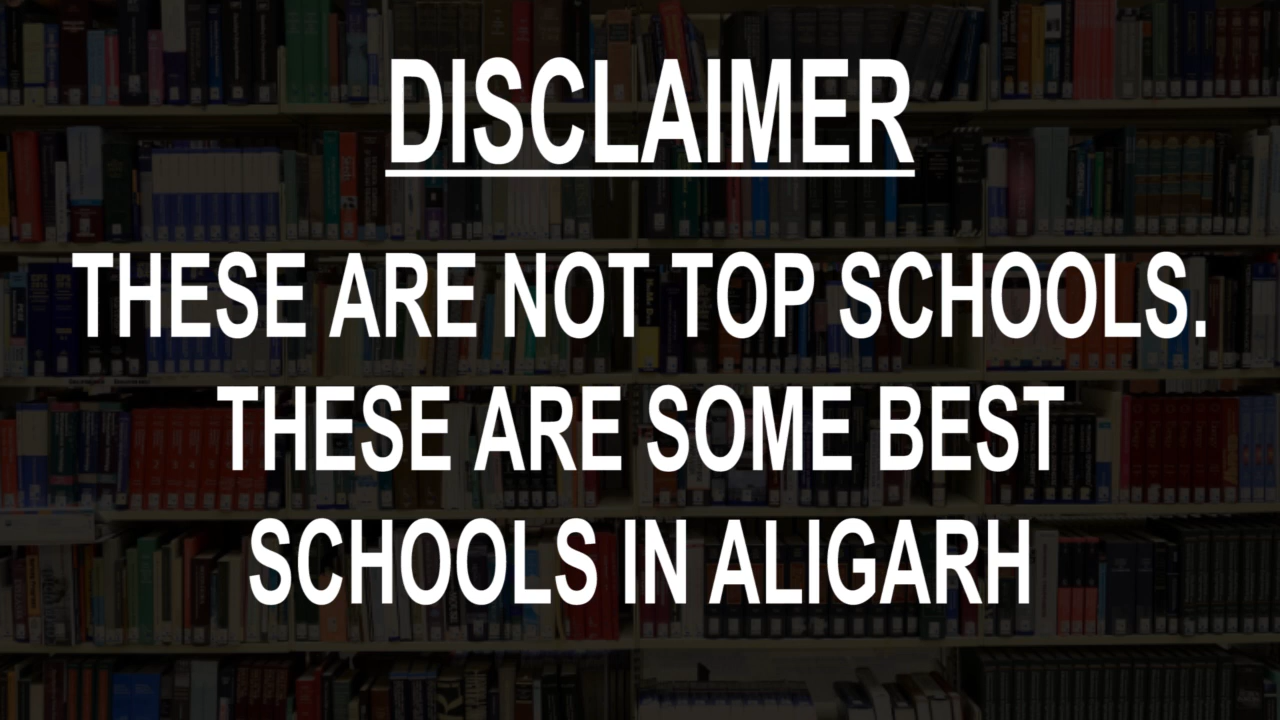 DISCLAIMER
THESE ARE NOT TOP SCHOOLS.
THESE ARE SOME BEST
SCHOOLS IN ALIGARH